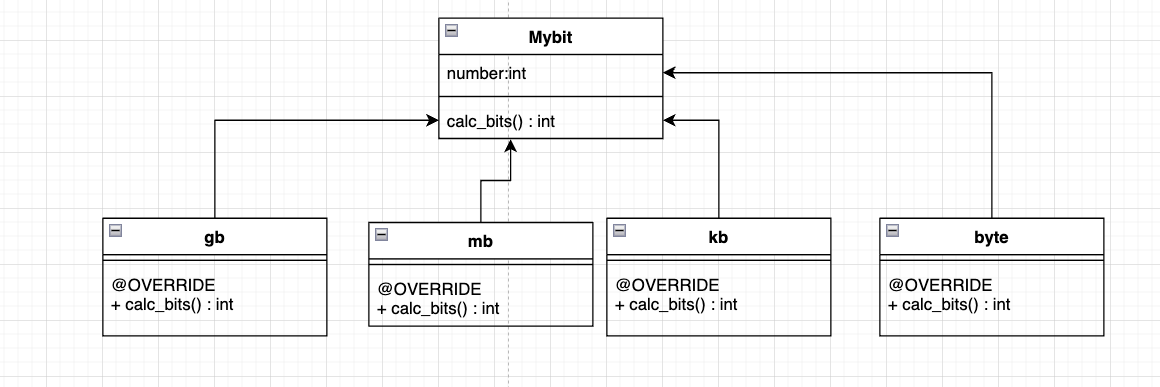 Mybit
number:int
calc_bits() : int
gb
@OVERRIDE
+ calc_bits() : int
mb
@OVERRIDE
+ calc_bits() : int
kb
@OVERRIDE
+ calc_bits() : int
byte
@OVERRIDE
+ calc_bits() : int